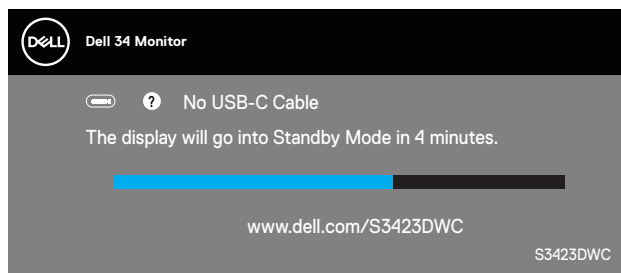 DELL
Dell 34 Monitor
? No USB-C Cable
The display will go into Standby Mode in 4 minutes.
www.dell.com/S3423DWC
S3423DWC